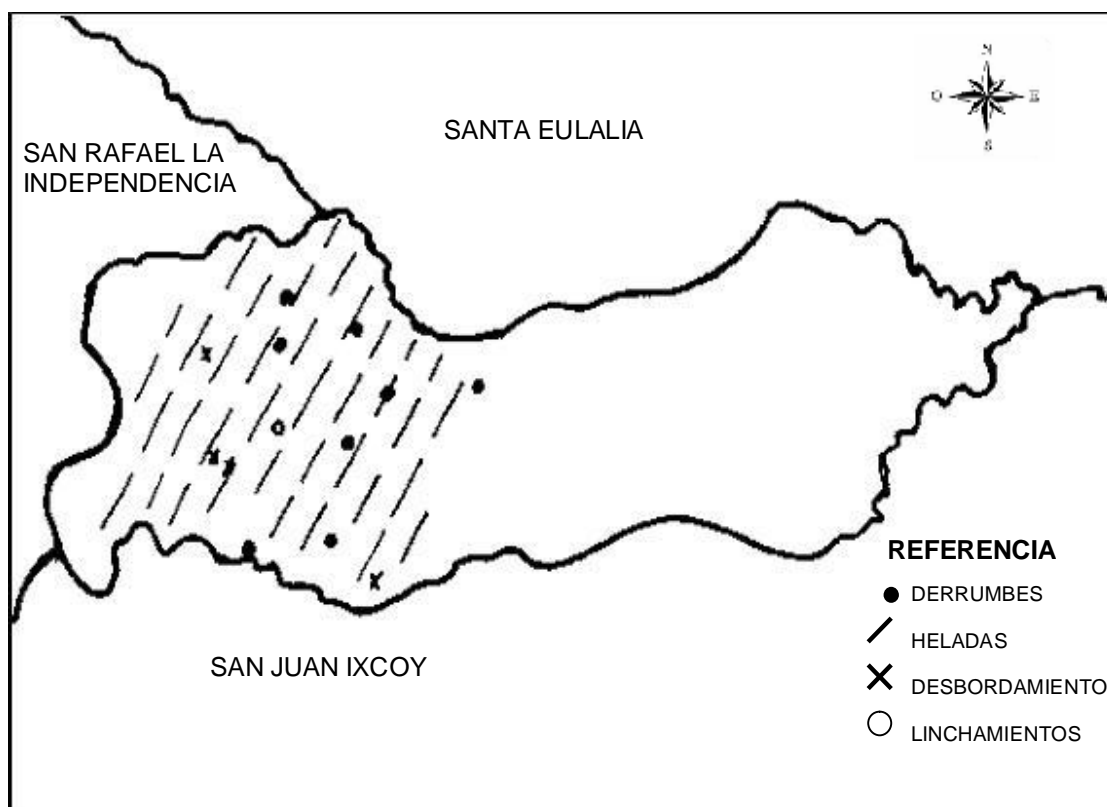 N
O E
S
SANTA EULALIA
SAN RAFAEL LA
INDEPENDENCIA
REFERENCIA
DERRUMBES
HELADAS
DESBORDAMIENTO
LINCHAMIENTOS
SAN JUAN IXCOY